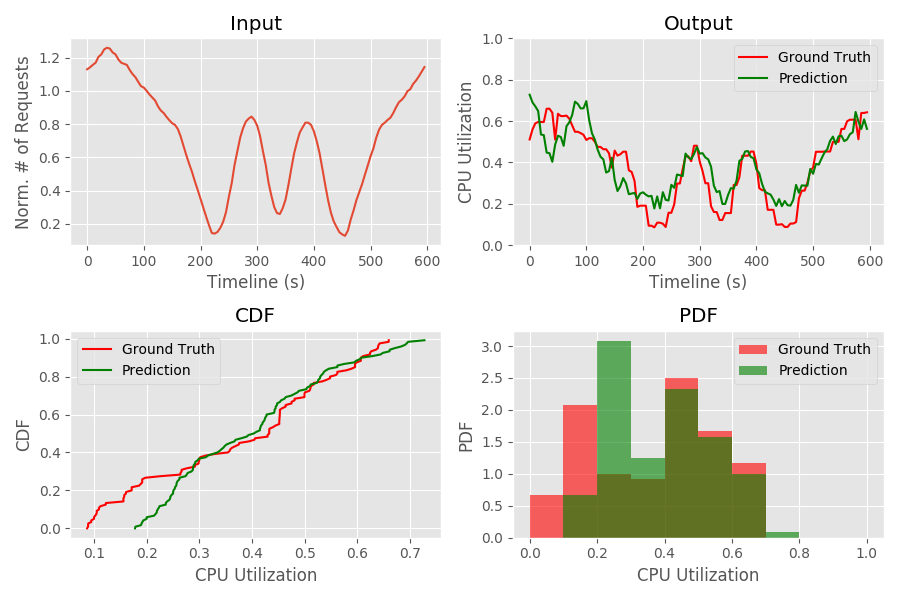 Input
Norm. # of Requests
1.2
1.0
0.8
0.6
0.4
0.2
0 100 200 300 400 500 600
Timeline (s)
Output
CPU Utilization
1.0
0.8
0.6
0.4
0.2
0.0
Ground Truth
Prediction
0 100 200 300 400 500 600
Timeline (s)
CDF
CDF
1.0
0.8
0.6
0.4
0.2
0.0
Ground Truth
Prediction
0.1 0.2 0.3 0.4 0.5 0.6 0.7
CPU Utilization
PDF
PDF
3.0
2.5
2.0
1.5
1.0
0.5
0.0
Ground Truth
Prediction
0.0 0.2 0.4 0.6 0.8 1.0
CPU Utilization